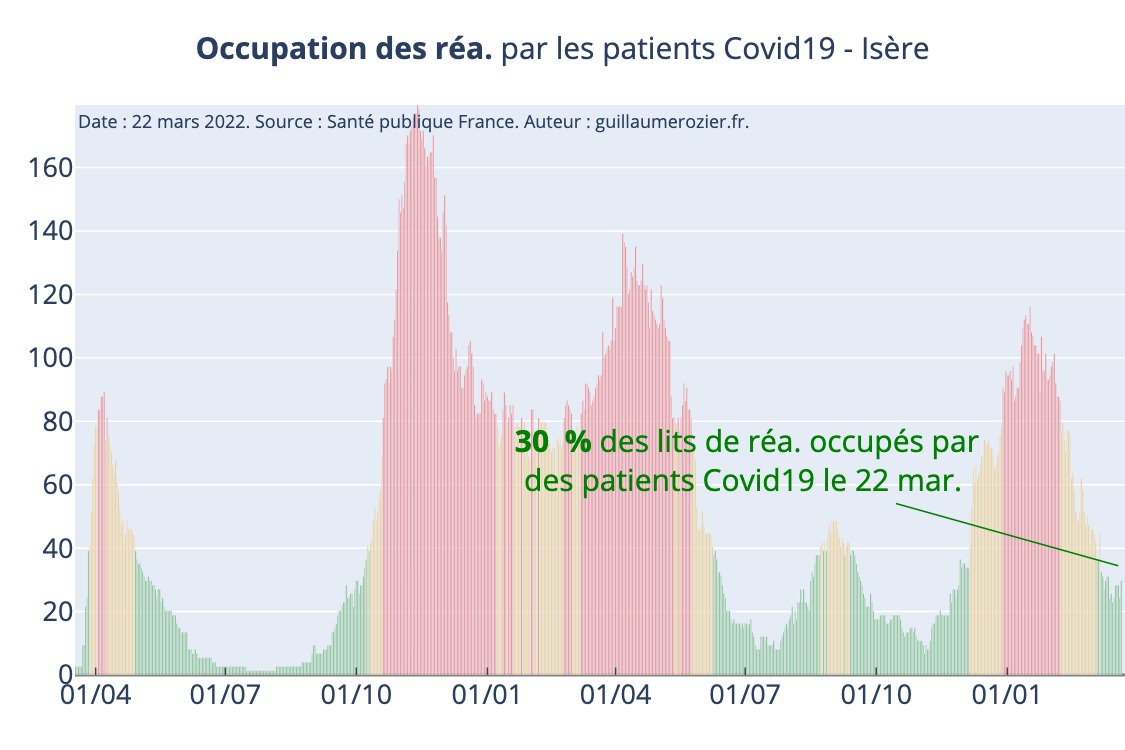 Occupation des réa. par les patients Covid19 - Isère
Date : 22 mars 2022. Source : Santé publique France. Auteur : guillaumerozier.fr.
160
140
120
100
80
60
40
20
0
30 % des lits de réa. occupés par
des patients Covid19 le 22 mar.
01/04 01/07 01/10 01/01 01/04 01/07 01/10 01/01